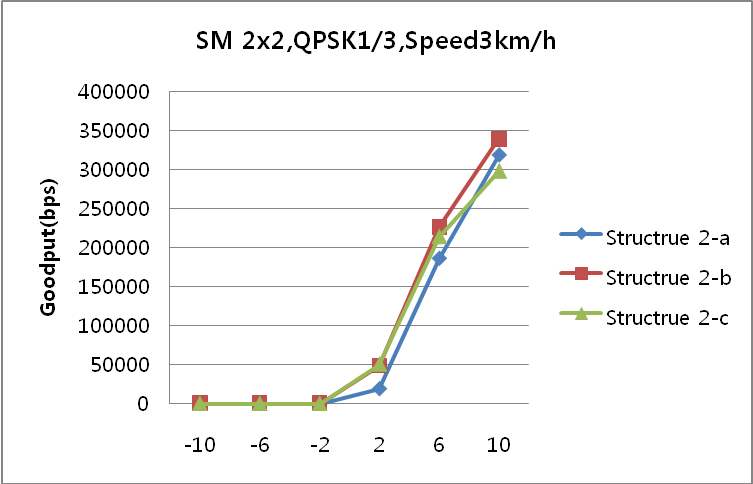 SM 2x2,QPSK1/3,Speed3km/h
400000
350000
300000
250000
200000
150000
100000
50000
0
Goodput(bps)
-10 -6 -2 2 6 10
Structrue 2-a
Structrue 2-b
Structrue 2-c